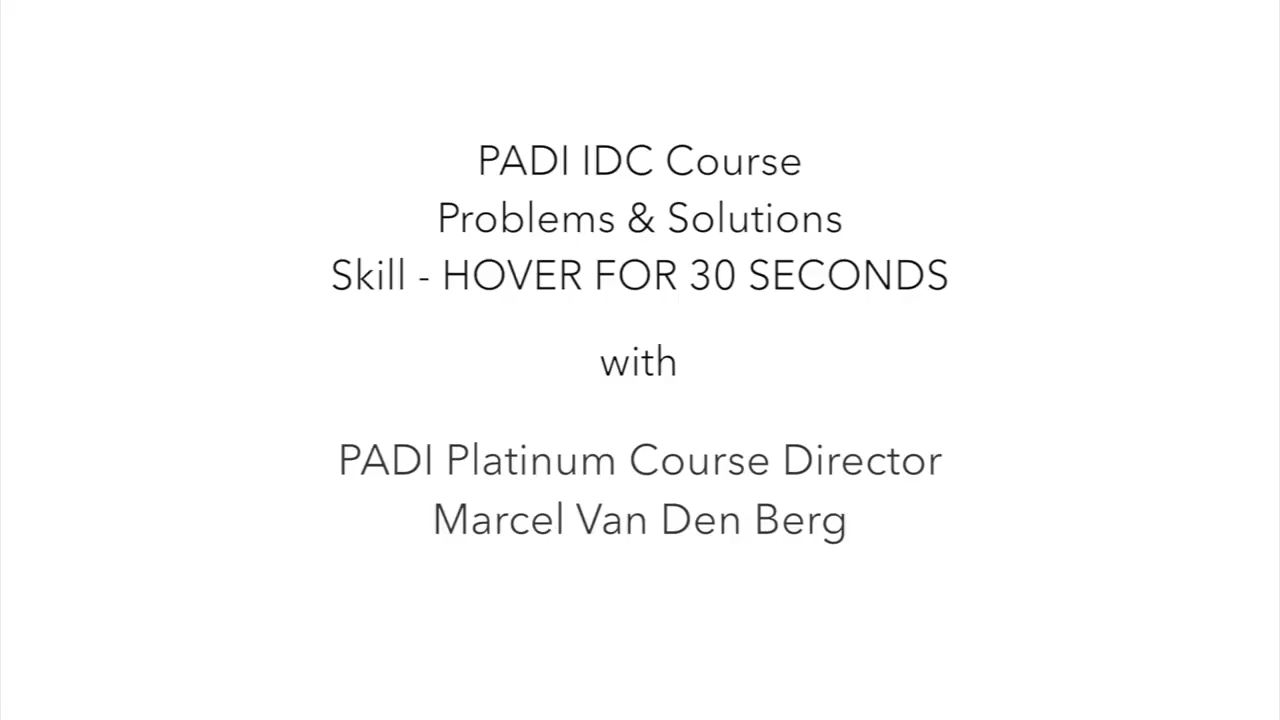 PADI IDC Course
Problems & Solutions
Skill - HOVER FOR 30 SECONDS
with
PADI Platinum Course Director
Marcel Van Den Berg